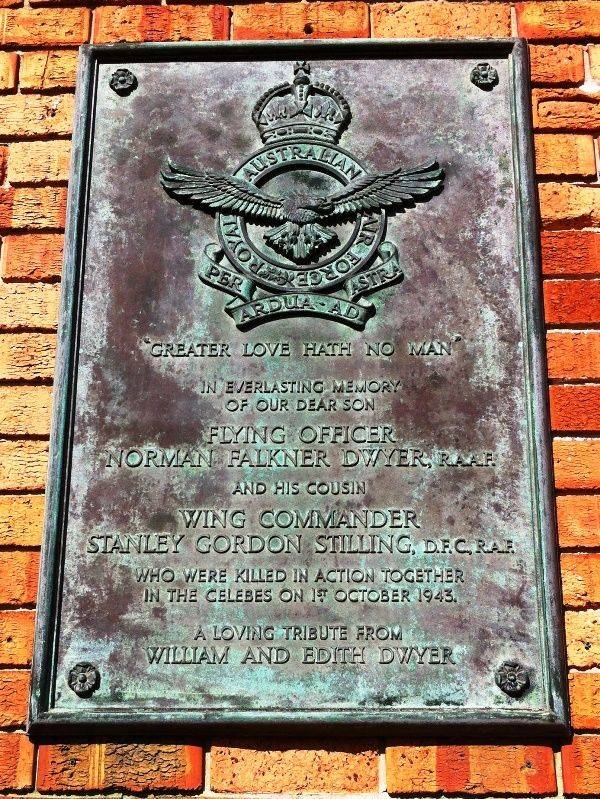 ROYAL AUSTRALIAN AIR FORCE
PER ARDUA · AD ASTRA
"GREATER LOVE HATH NO MAN"
IN EVERLASTING MEMORY
OF OUR DEAR SON
FLYING OFFICER
NORMAN FALKNER DWYER, R.A.A.F.
AND HIS COUSIN
WING COMMANDER
STANLEY GORDON STILLING, D.F.C., R.A.F.
WHO WERE KILLED IN ACTION TOGETHER
IN THE CELEBES ON 1ST OCTOBER 1943.
A LOVING TRIBUTE FROM
WILLIAM AND EDITH DWYER